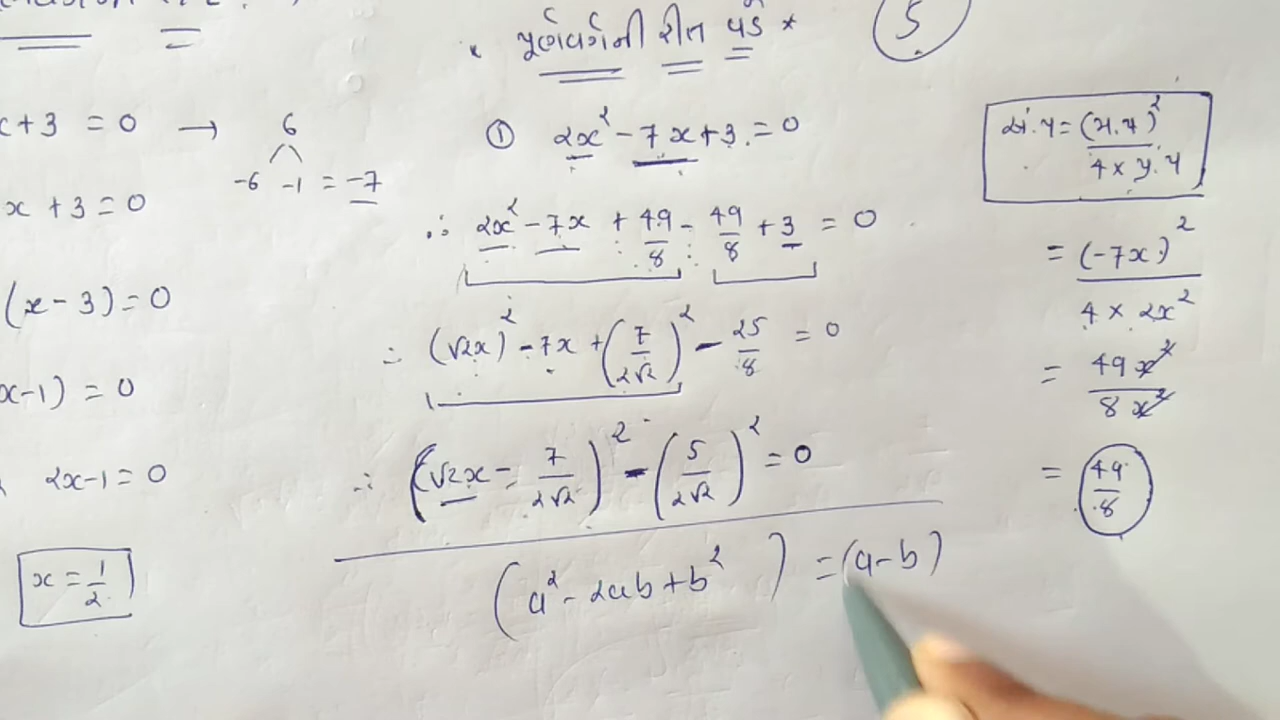 x + 3 = 0 → 6
-6 -1 = -7
x + 3 = 0
(x - 3) = 0
x-1) = 0
2x-1 = 0
x = 1/2
* પૂર્ણવર્ગની રીત વડે *
5
① 2x² - 7x + 3 = 0
∴ 2x² - 7x + 49/8 - 49/8 + 3 = 0
∴ (√2x)² - 7x + (7/2√2)² - 25/8 = 0
∴ (√2x - 7/2√2)² - (5/2√2)² = 0
(a² - 2ab + b²) = (a-b)
અં.પ = (મ.પ)² / 4 × પ્ર.પ
= (-7x)² / 4 × 2x²
= 49x² / 8x²
= 49/8